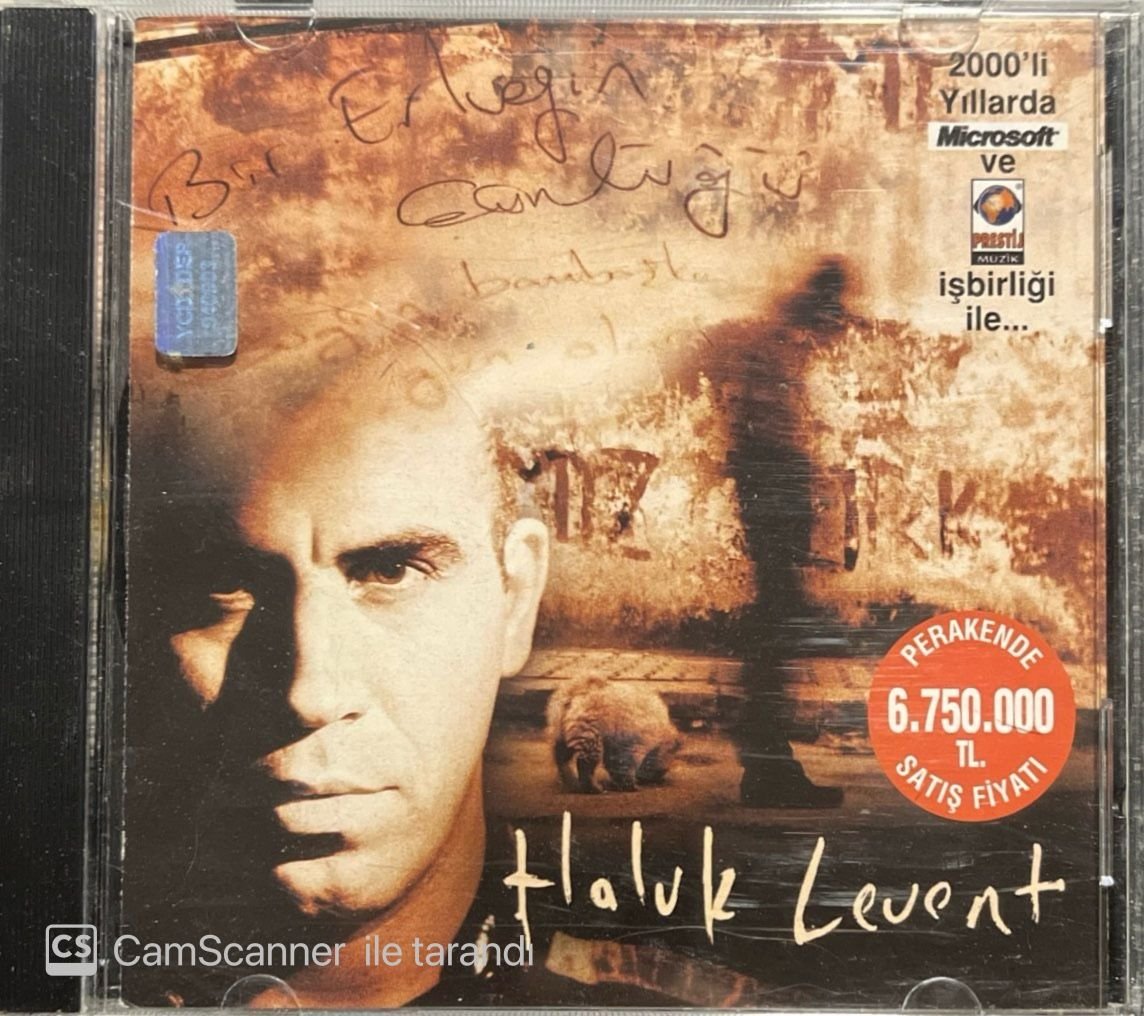 Bir Erkeğin
Günlüğü
2000'li
Yıllarda
Microsoft
ve
PRESTİJ
MÜZİK
işbirliği
ile...
PERAKENDE
6.750.000
TL.
SATIŞ FİYATI
Haluk Levent
CS CamScanner ile tarandı